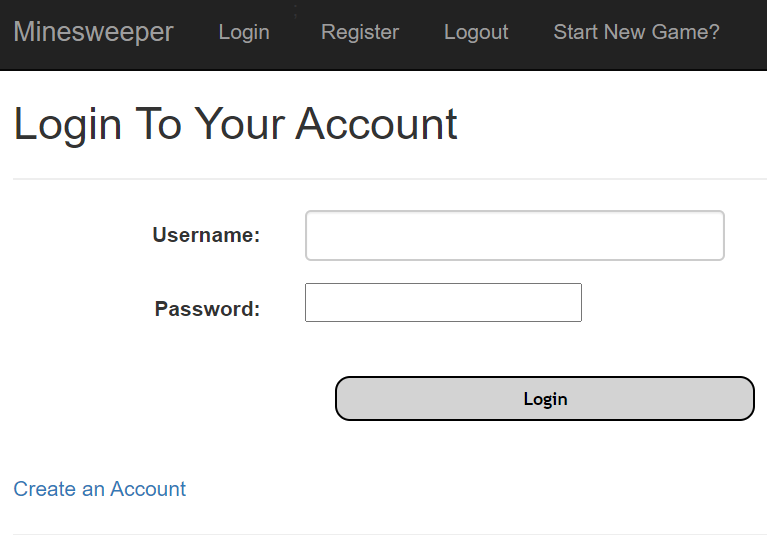 Minesweeper Login Register Logout Start New Game?
Login To Your Account
Username:
Password:
Login
Create an Account